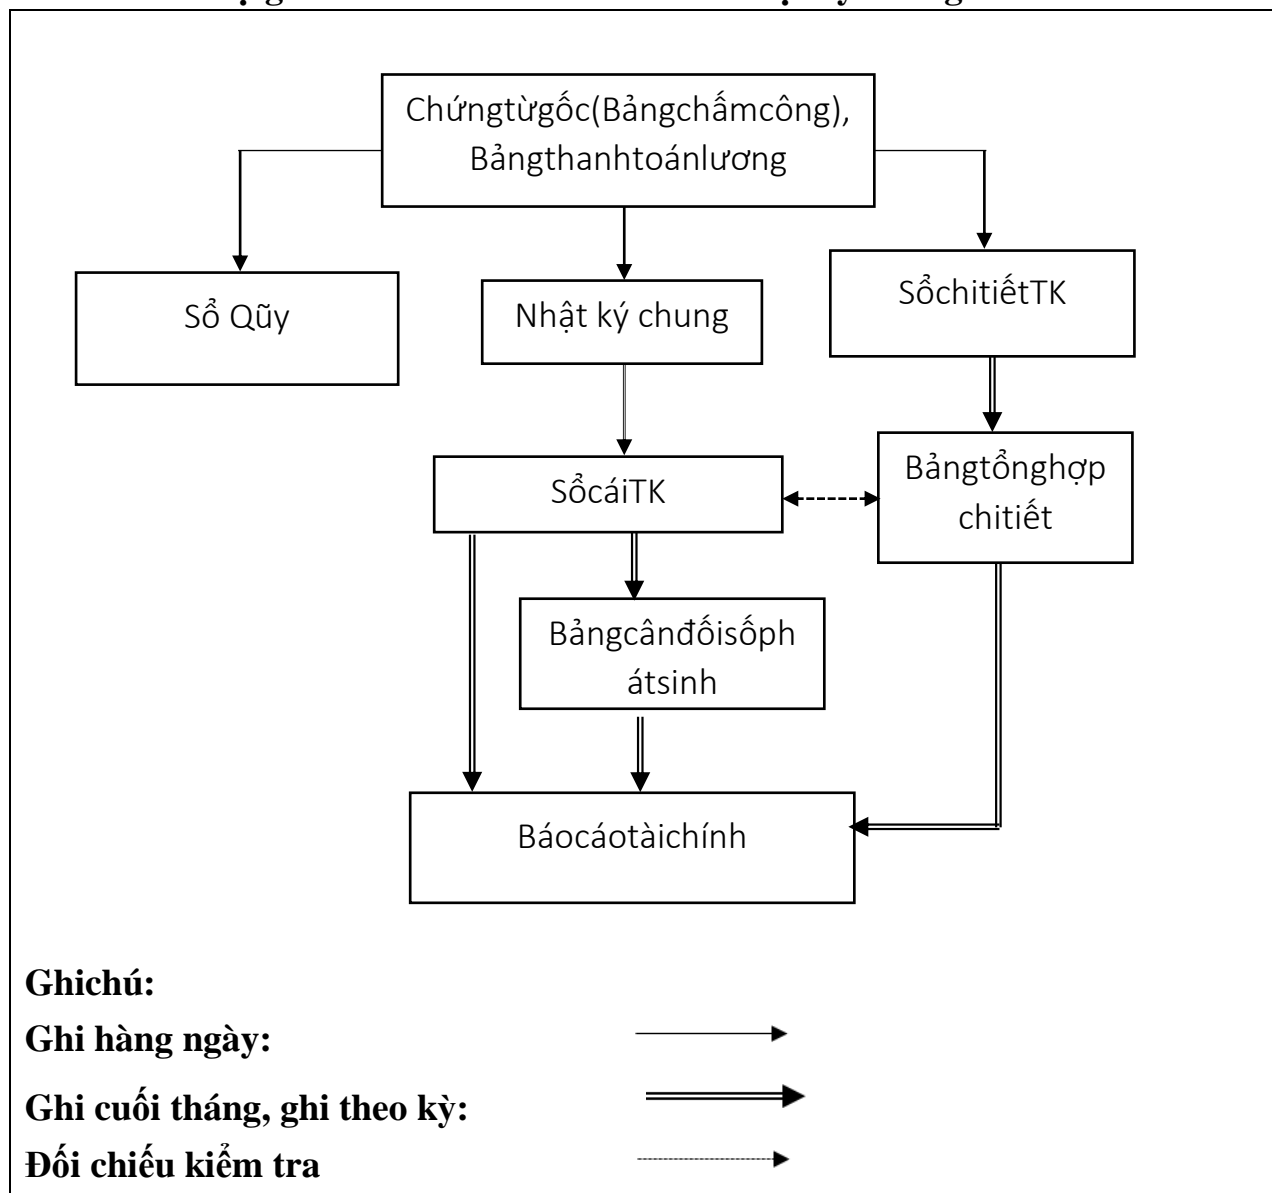 Chứngtừgốc(Bảngchấmcông),
Bảngthanhtoánlương
Sổ Qũy
Nhật ký chung
SổchitiếtTK
SổcáiTK
Bảngtổnghợp
chitiết
Bảngcânđốisốph
átsinh
Báocáotàichính
Ghichú:
Ghi hàng ngày:
Ghi cuối tháng, ghi theo kỳ:
Đối chiếu kiểm tra